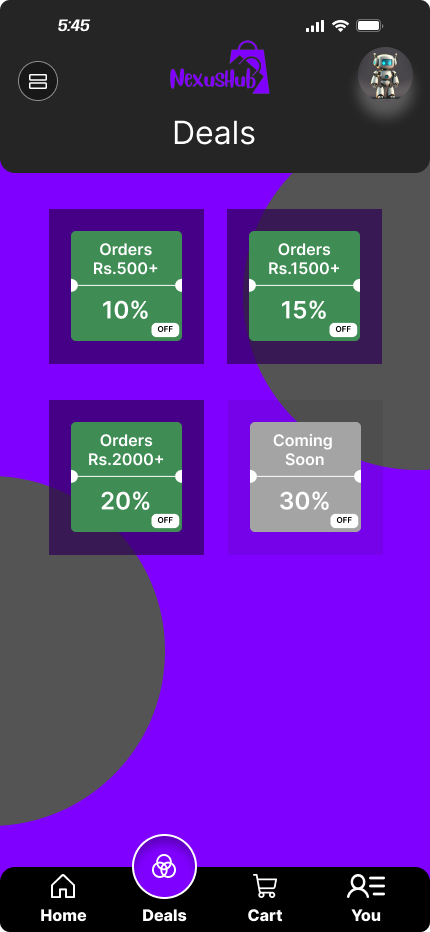 5:45
NexusHub
Deals
Orders
Rs.500+
10%
OFF
Orders
Rs.1500+
15%
OFF
Orders
Rs.2000+
20%
OFF
Coming
Soon
30%
OFF
Home
Deals
Cart
You